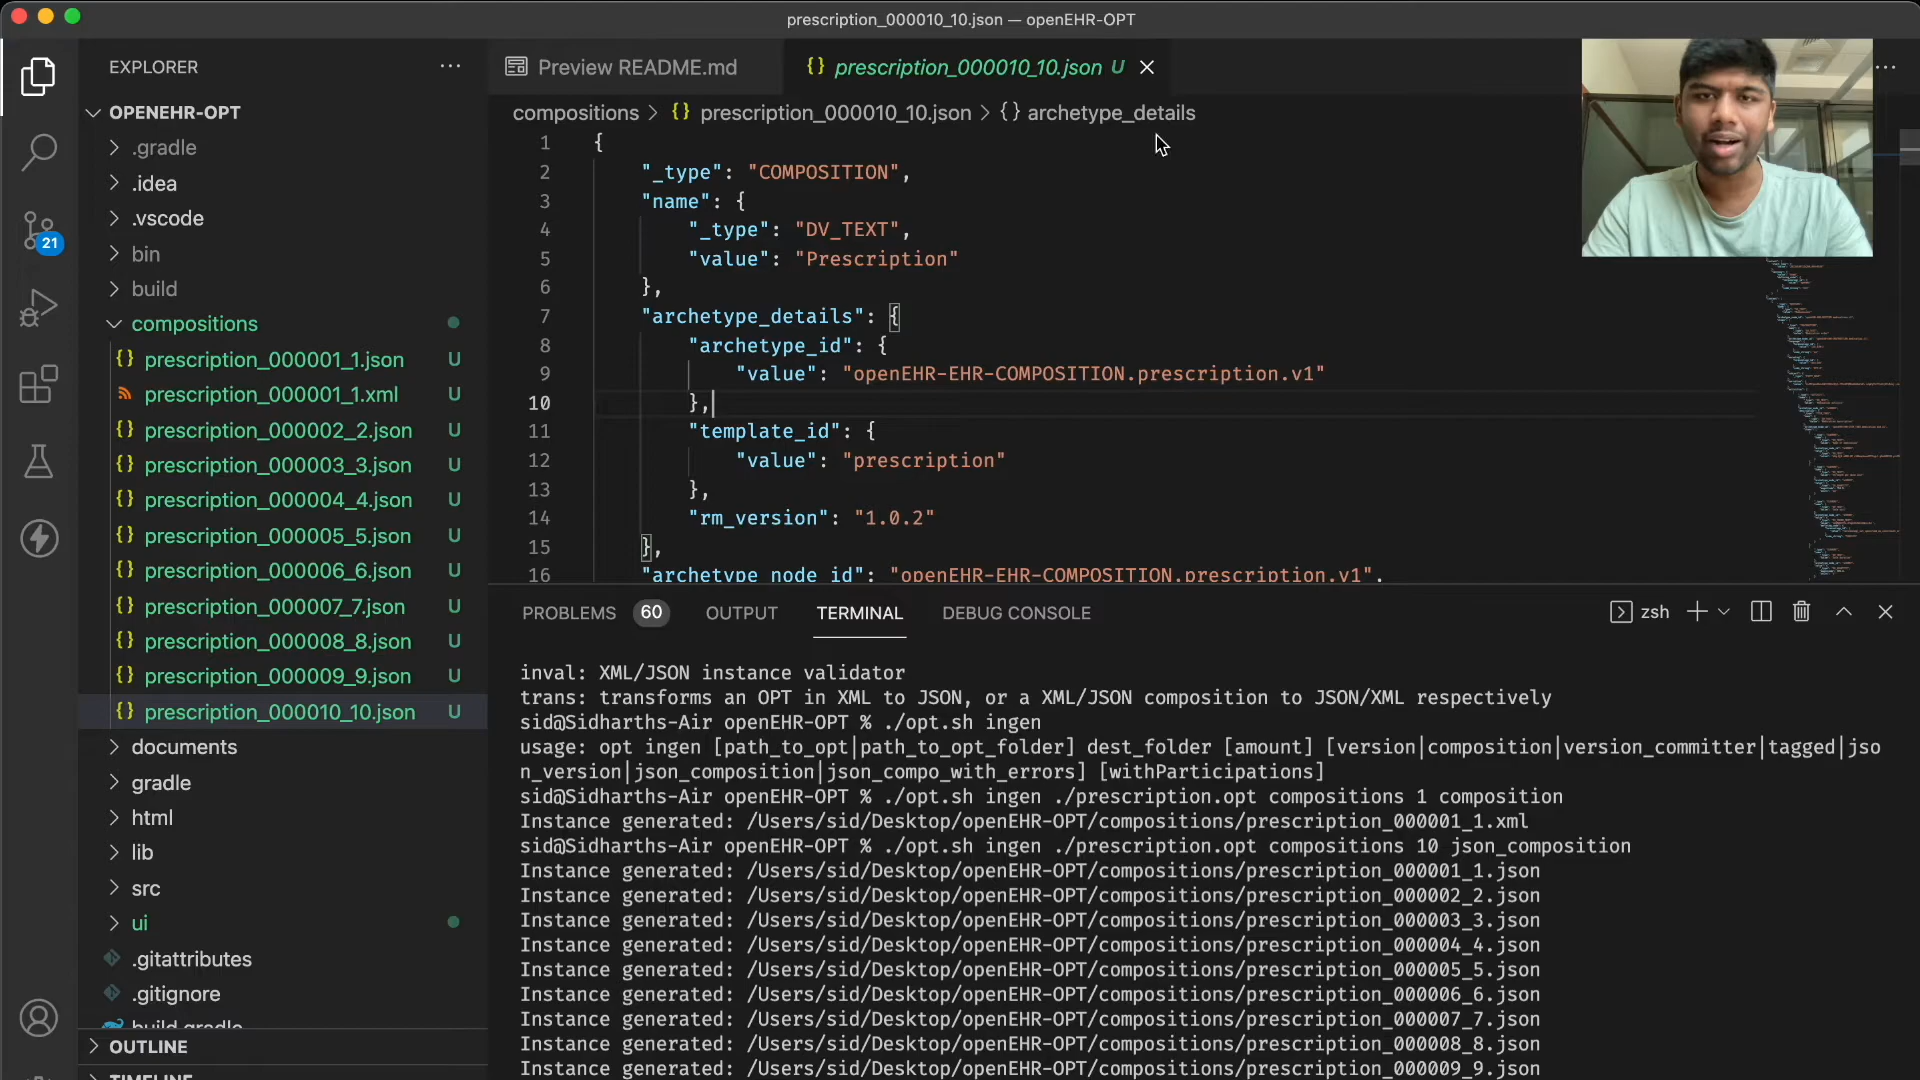 prescription_000010_10.json — openEHR-OPT
EXPLORER
Preview README.md
{} prescription_000010_10.json U
OPENEHR-OPT
compositions > {} prescription_000010_10.json > {} archetype_details
.gradle
.idea
.vscode
bin
build
compositions
{} prescription_000001_1.json U
prescription_000001_1.xml U
{} prescription_000002_2.json U
{} prescription_000003_3.json U
{} prescription_000004_4.json U
{} prescription_000005_5.json U
{} prescription_000006_6.json U
{} prescription_000007_7.json U
{} prescription_000008_8.json U
{} prescription_000009_9.json U
{} prescription_000010_10.json U
documents
gradle
html
lib
src
ui
.gitattributes
.gitignore
build.gradle
OUTLINE
TIMELINE
21
1 {
2 "_type": "COMPOSITION",
3 "name": {
4 "_type": "DV_TEXT",
5 "value": "Prescription"
6 },
7 "archetype_details": {
8 "archetype_id": {
9 "value": "openEHR-EHR-COMPOSITION.prescription.v1"
10 },
11 "template_id": {
12 "value": "prescription"
13 },
14 "rm_version": "1.0.2"
15 },
16 "archetype_node_id": "openEHR-EHR-COMPOSITION.prescription.v1",
PROBLEMS 60 OUTPUT TERMINAL DEBUG CONSOLE
zsh
inval: XML/JSON instance validator
trans: transforms an OPT in XML to JSON, or a XML/JSON composition to JSON/XML respectively
sid@Sidharths-Air openEHR-OPT % ./opt.sh ingen
usage: opt ingen [path_to_opt|path_to_opt_folder] dest_folder [amount] [version|composition|version_committer|tagged|jso
n_version|json_composition|json_compo_with_errors] [withParticipations]
sid@Sidharths-Air openEHR-OPT % ./opt.sh ingen ./prescription.opt compositions 1 composition
Instance generated: /Users/sid/Desktop/openEHR-OPT/compositions/prescription_000001_1.xml
sid@Sidharths-Air openEHR-OPT % ./opt.sh ingen ./prescription.opt compositions 10 json_composition
Instance generated: /Users/sid/Desktop/openEHR-OPT/compositions/prescription_000001_1.json
Instance generated: /Users/sid/Desktop/openEHR-OPT/compositions/prescription_000002_2.json
Instance generated: /Users/sid/Desktop/openEHR-OPT/compositions/prescription_000003_3.json
Instance generated: /Users/sid/Desktop/openEHR-OPT/compositions/prescription_000004_4.json
Instance generated: /Users/sid/Desktop/openEHR-OPT/compositions/prescription_000005_5.json
Instance generated: /Users/sid/Desktop/openEHR-OPT/compositions/prescription_000006_6.json
Instance generated: /Users/sid/Desktop/openEHR-OPT/compositions/prescription_000007_7.json
Instance generated: /Users/sid/Desktop/openEHR-OPT/compositions/prescription_000008_8.json
Instance generated: /Users/sid/Desktop/openEHR-OPT/compositions/prescription_000009_9.json